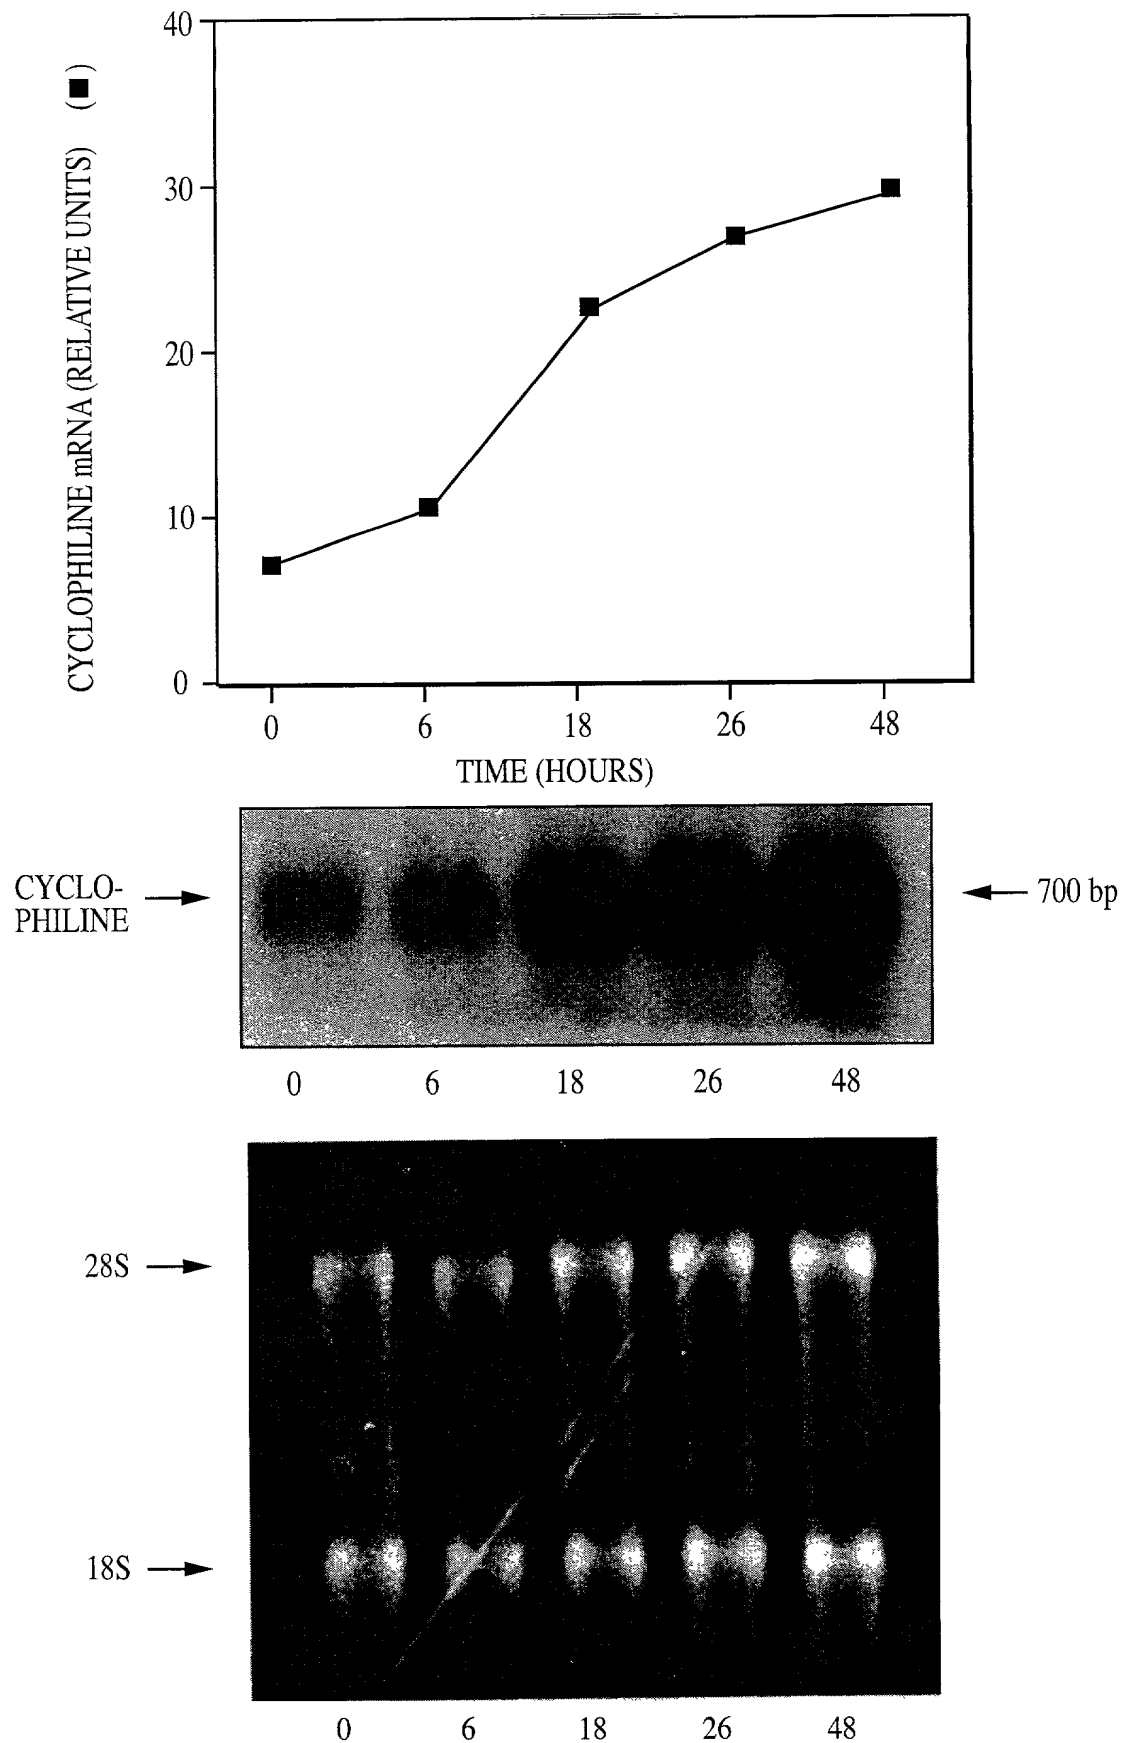 40
30
20
10
0
CYCLOPHILINE mRNA (RELATIVE UNITS) (■)
0 6 18 26 48
TIME (HOURS)
CYCLO-
PHILINE
700 bp
0 6 18 26 48
28S
18S
0 6 18 26 48